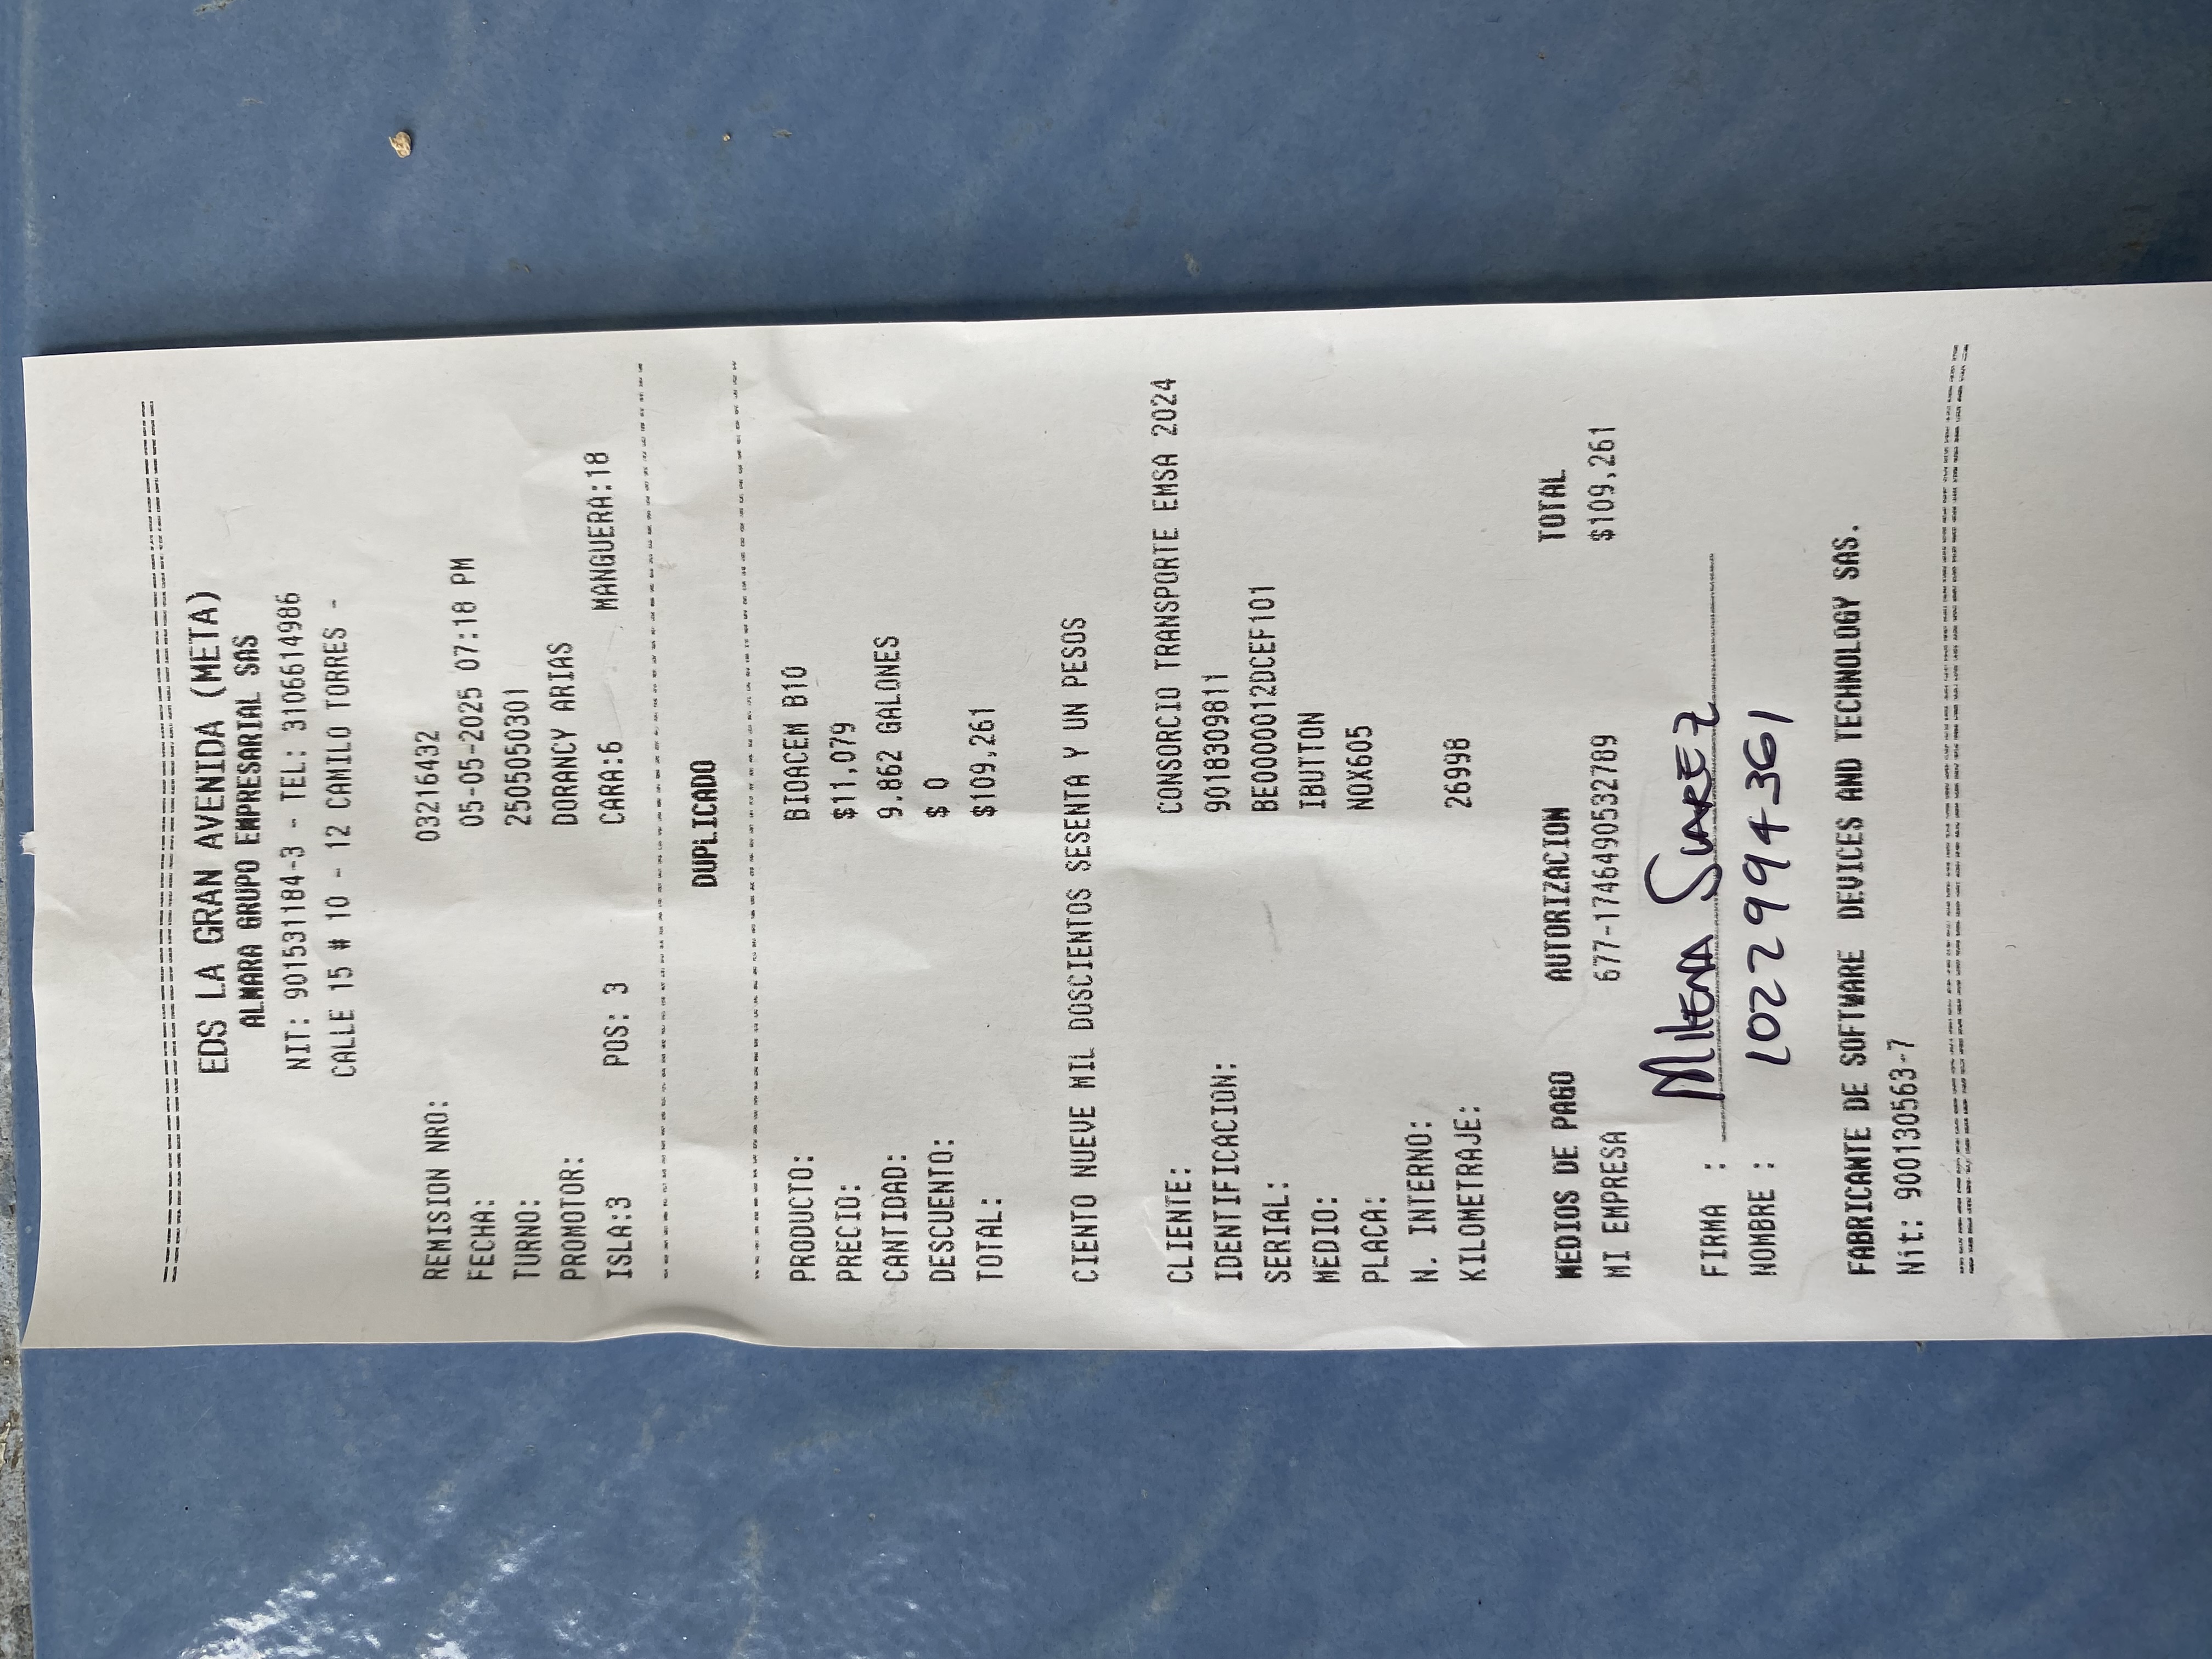 ================================================
EDS LA GRAN AVENIDA (META)
ALMARA GRUPO EMPRESARIAL SAS
NIT: 901531184-3 - TEL: 3106614986
CALLE 15 # 10 - 12 CAMILO TORRES -
REMISION NRO: 03216432
FECHA: 05-05-2025 07:18 PM
TURNO: 2505050301
PROMOTOR: DORANCY ARIAS
ISLA:3 POS: 3 CARA:6 MANGUERA:18
------------------------------------------------
DUPLICADO
------------------------------------------------
PRODUCTO: BIOACEM B10
PRECIO: $11,079
CANTIDAD: 9.862 GALONES
DESCUENTO: $ 0
TOTAL: $109,261
CIENTO NUEVE MIL DOSCIENTOS SESENTA Y UN PESOS
CLIENTE: CONSORCIO TRANSPORTE EMSA 2024
IDENTIFICACION: 9018309811
SERIAL: BE000012DCEF101
MEDIO: IBUTTON
PLACA: NOX605
N. INTERNO:
KILOMETRAJE: 26998
MEDIOS DE PAGO AUTORIZACION TOTAL
MI EMPRESA 677-1746490532789 $109,261
FIRMA : MILENA SUAREZ
NOMBRE : 1022994361
FABRICANTE DE SOFTWARE DEVICES AND TECHNOLOGY SAS.
Nit: 900130563-7
================================================